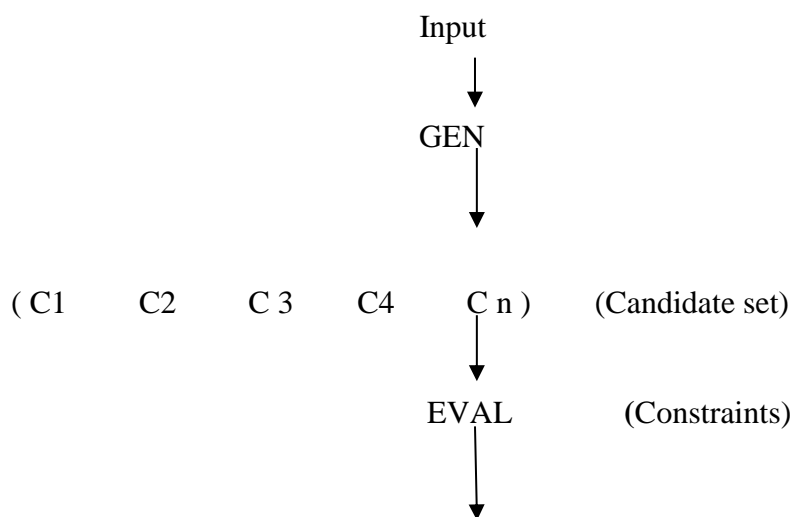 Input
GEN
( C1 C2 C 3 C4 C n ) (Candidate set)
EVAL (Constraints)